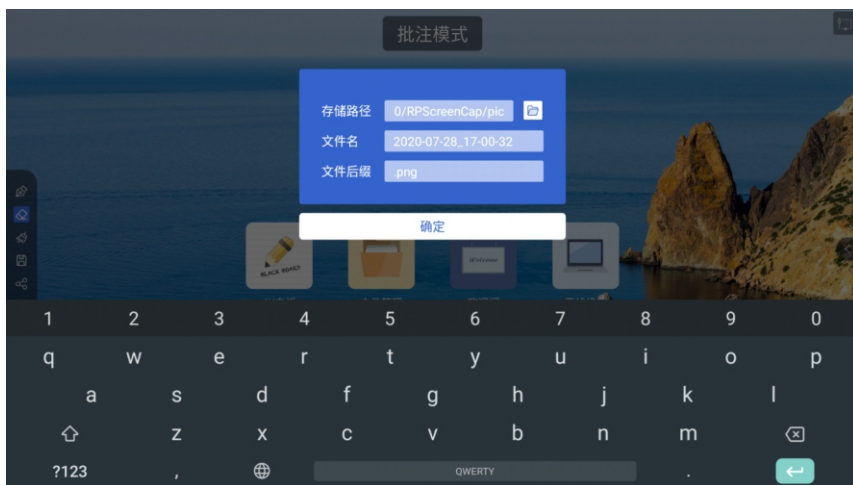 批注模式
存储路径 0/RPScreenCap/pic
文件名 2020-07-28_17-00-32
文件后缀 .png
确定
BLACK BOARD
1 2 3 4 5 6 7 8 9 0
q w e r t y u i o p
a s d f g h j k l
z x c v b n m
?123 , QWERTY .